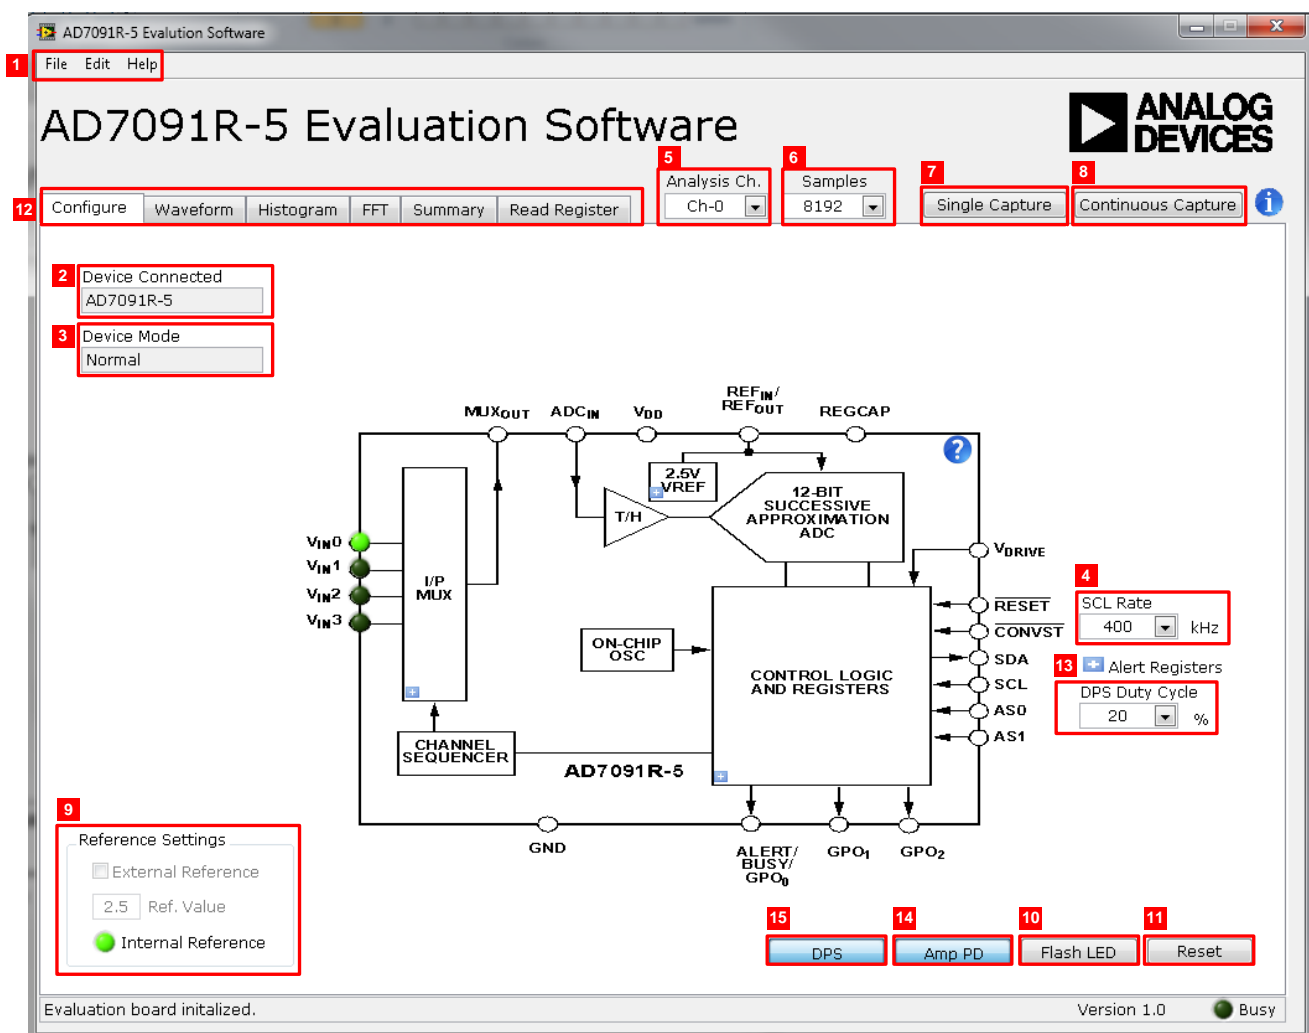 AD7091R-5 Evalution Software
1
File Edit Help
AD7091R-5 Evaluation Software
ANALOG
DEVICES
5
6
7
8
Analysis Ch.
Samples
12
Configure Waveform Histogram FFT Summary Read Register
Ch-0
8192
Single Capture
Continuous Capture
i
2
Device Connected
AD7091R-5
3
Device Mode
Normal
MUXOUT
ADCIN
VDD
REFIN/
REFOUT
REGCAP
?
2.5V
VREF
T/H
12-BIT
SUCCESSIVE
APPROXIMATION
ADC
VIN0
VIN1
VIN2
VIN3
I/P
MUX
VDRIVE
RESET
CONVST
SDA
SCL
AS0
AS1
4
SCL Rate
400 kHz
13
Alert Registers
DPS Duty Cycle
20 %
ON-CHIP
OSC
CONTROL LOGIC
AND REGISTERS
CHANNEL
SEQUENCER
AD7091R-5
9
Reference Settings
External Reference
2.5 Ref. Value
Internal Reference
GND
ALERT/
BUSY/
GPO0
GPO1
GPO2
15
14
10
11
DPS
Amp PD
Flash LED
Reset
Evaluation board initalized.
Version 1.0
Busy